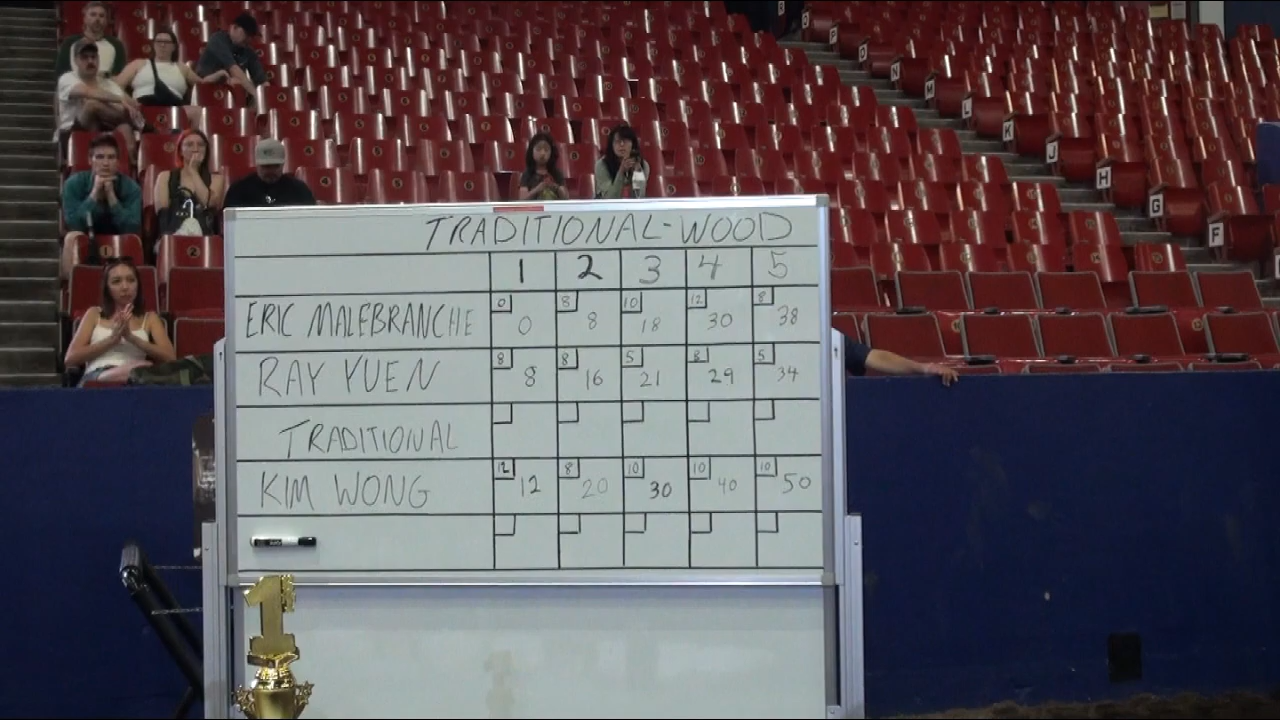 TRADITIONAL-WOOD
1 2 3 4 5
ERIC MALEBRANCHE 0 0 8 8 10 18 12 30 8 38
RAY YUEN 8 8 8 16 5 21 8 29 5 34
TRADITIONAL
KIM WONG 12 12 8 20 10 30 10 40 10 50
1st
N
M
L
K
J
H
G
F